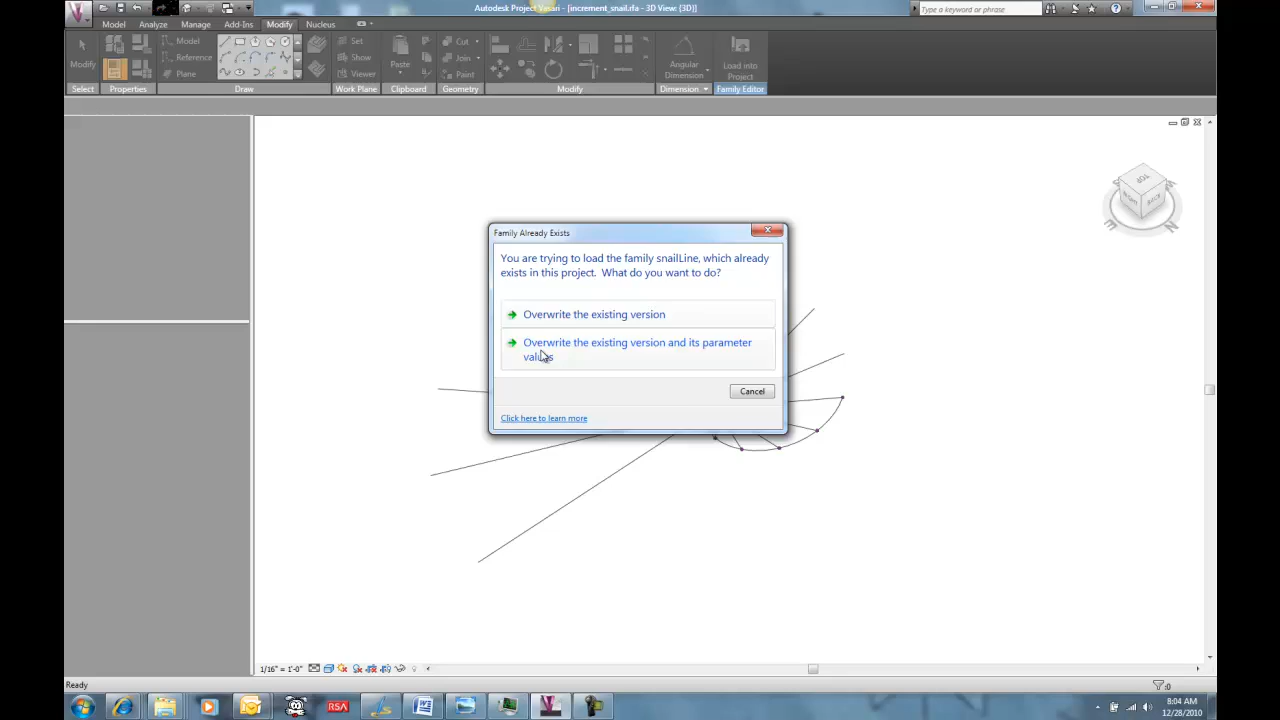 Autodesk Project Vasari - [increment_snail.rfa - 3D View: {3D}]
Type a keyword or phrase
Model Analyze Manage Add-Ins Modify Nucleus
Modify
Model
Reference
Plane
Set
Show
Viewer
Paste
Cut
Join
Paint
Angular
Dimension
Load into
Project
Select Properties Draw Work Plane Clipboard Geometry Modify Dimension Family Editor
TOP
Family Already Exists
You are trying to load the family snailLine, which already
exists in this project. What do you want to do?
Overwrite the existing version
Overwrite the existing version and its parameter
values
Cancel
Click here to learn more
1/16" = 1'-0"
Ready
:0
RSA
8:04 AM
12/28/2010